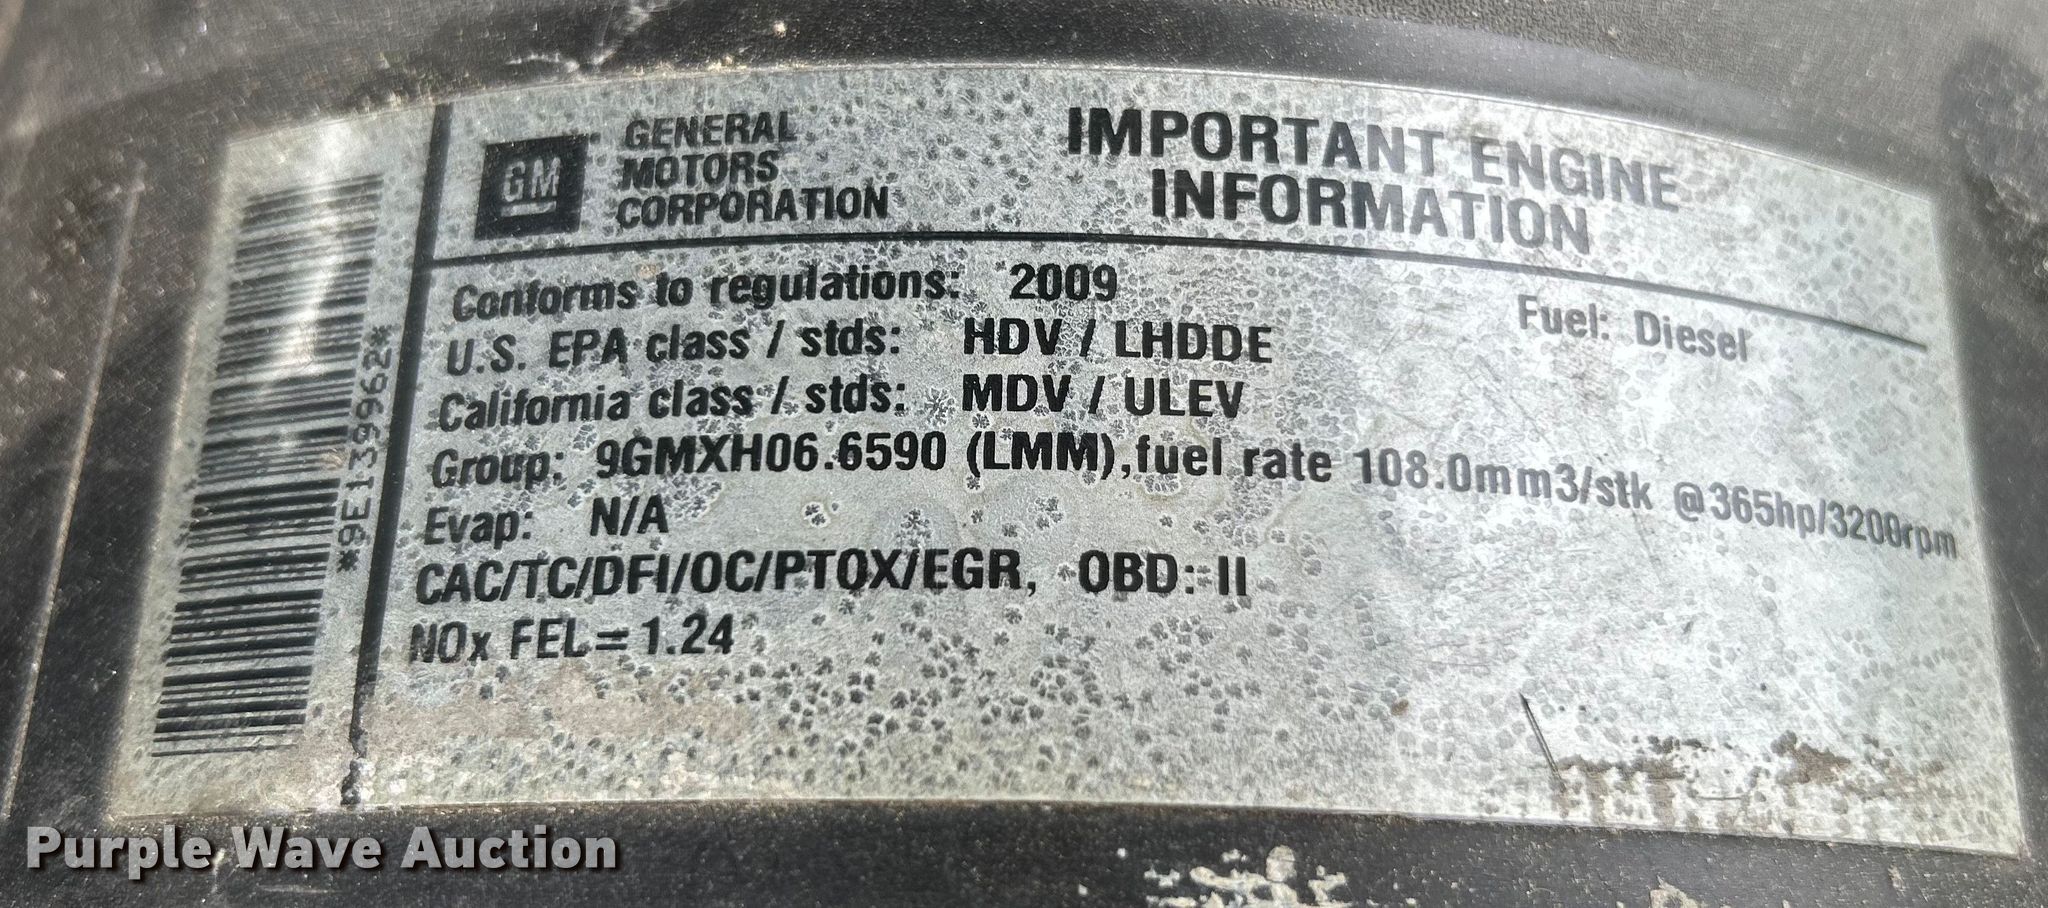 *9E139962*
GM
GENERAL
MOTORS
CORPORATION
IMPORTANT ENGINE
INFORMATION
Conforms to regulations: 2009
Fuel: Diesel
U.S. EPA class / stds: HDV / LHDDE
California class / stds: MDV / ULEV
Group: 9GMXH06.6590 (LMM),fuel rate 108.0mm3/stk @365hp/3200rpm
Evap: N/A
CAC/TC/DFI/OC/PTOX/EGR, OBD: II
NOx FEL=1.24
Purple Wave Auction